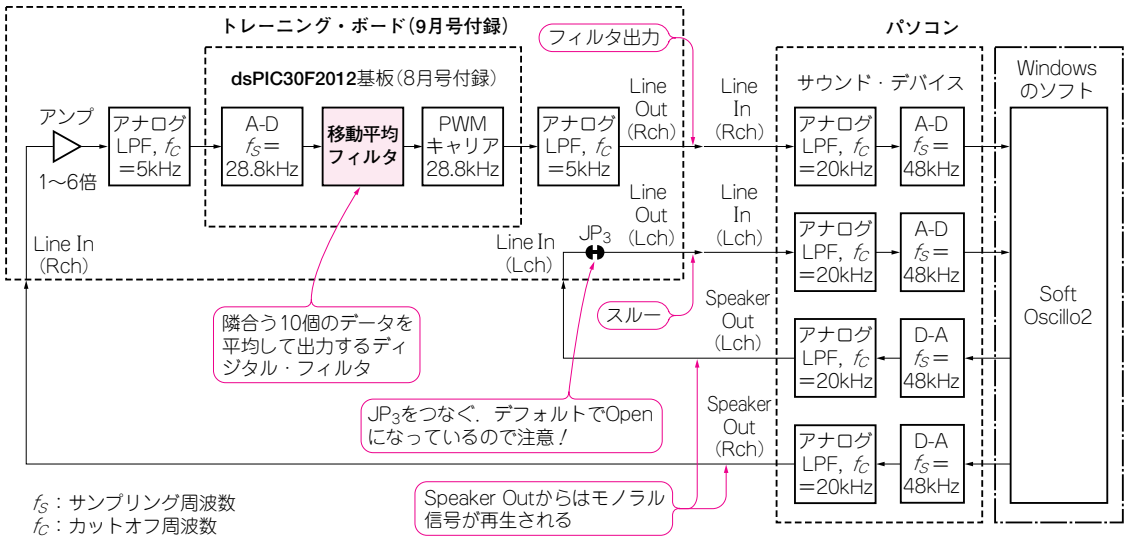 トレーニング・ボード(9月号付録)
dsPIC30F2012基板(8月号付録)
アンプ
1〜6倍
アナログ
LPF, fC
=5kHz
A-D
fS=
28.8kHz
移動平均
フィルタ
PWM
キャリア
28.8kHz
アナログ
LPF, fC
=5kHz
フィルタ出力
Line
Out
(Rch)
Line
In
(Rch)
パソコン
サウンド・デバイス
アナログ
LPF, fC
=20kHz
A-D
fS=
48kHz
Windows
のソフト
Soft
Oscillo2
Line In
(Rch)
Line In
(Lch)
JP3
Line
Out
(Lch)
Line
In
(Lch)
アナログ
LPF, fC
=20kHz
A-D
fS=
48kHz
スルー
Speaker
Out
(Lch)
アナログ
LPF, fC
=20kHz
D-A
fS=
48kHz
隣合う10個のデータを
平均して出力するディ
ジタル・フィルタ
JP3をつなぐ．デフォルトでOpen
になっているので注意！
Speaker
Out
(Rch)
アナログ
LPF, fC
=20kHz
D-A
fS=
48kHz
Speaker Outからはモノラル
信号が再生される
fS：サンプリング周波数
fC：カットオフ周波数